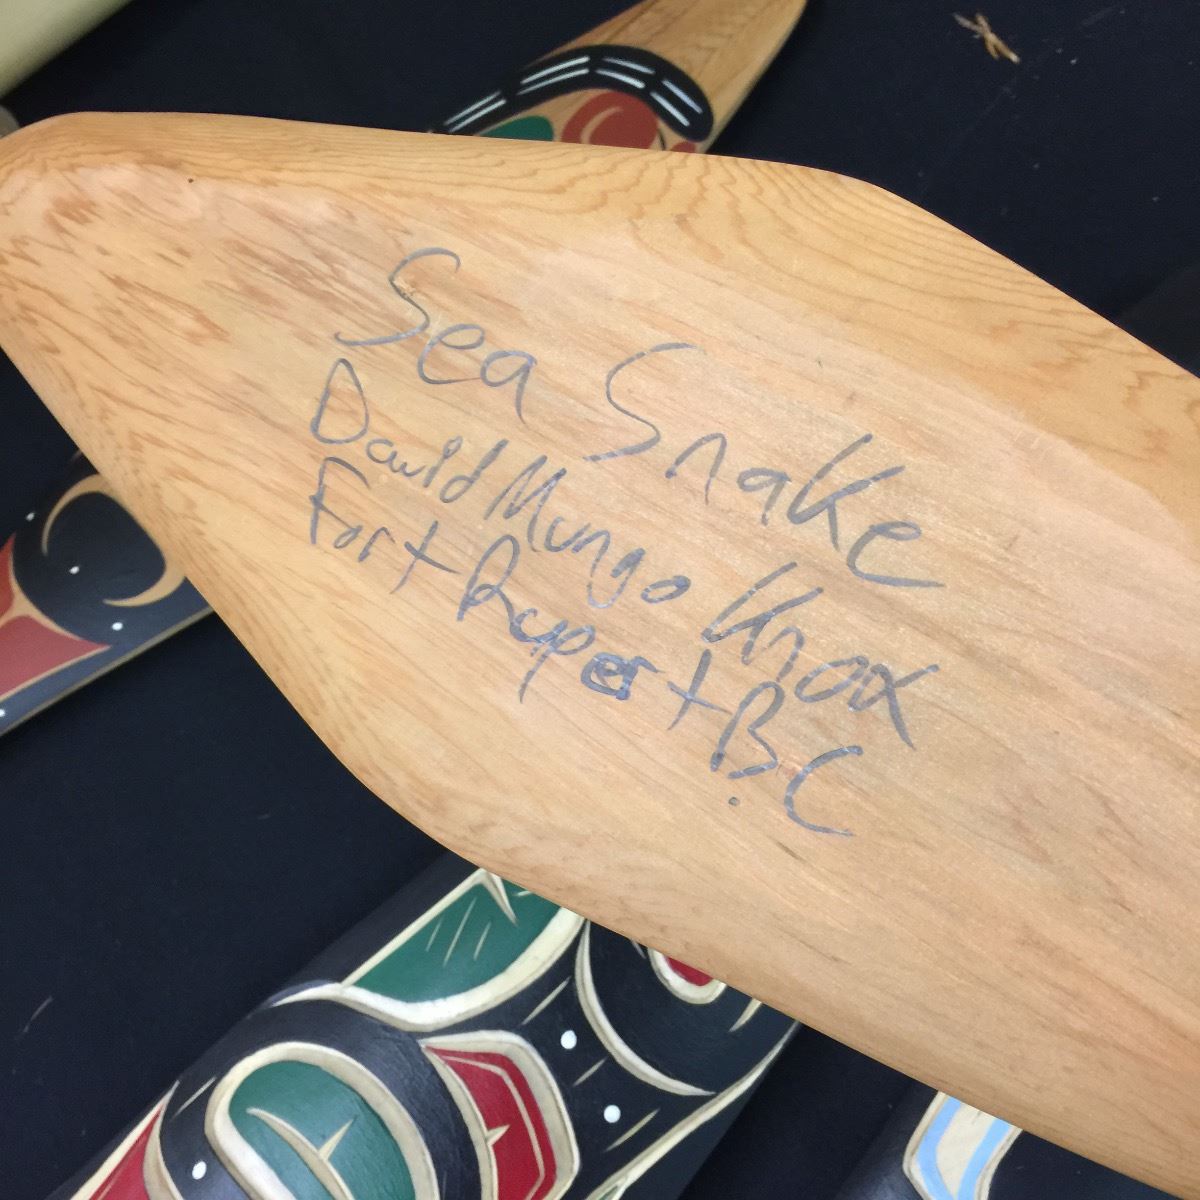 Sea Snake
David Mungo Knox
Fort Rupert B.C